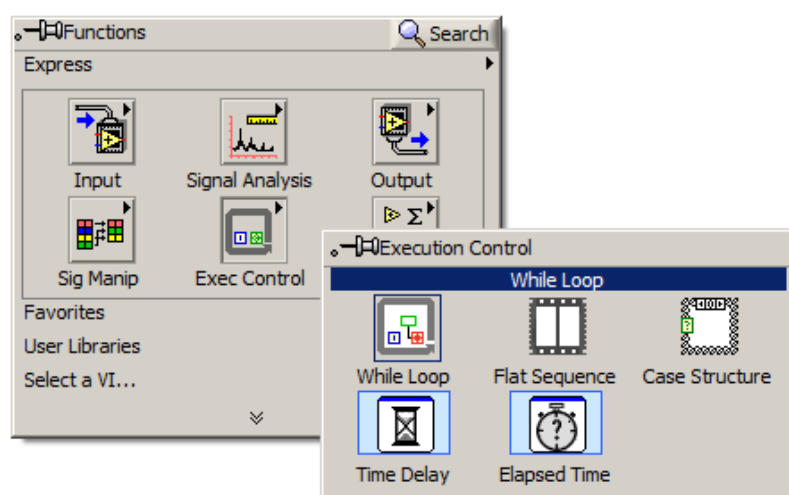 Functions
Search
Express
Input Signal Analysis Output
Sig Manip Exec Control
Favorites
User Libraries
Select a VI...
Execution Control
While Loop
While Loop Flat Sequence Case Structure
Time Delay Elapsed Time